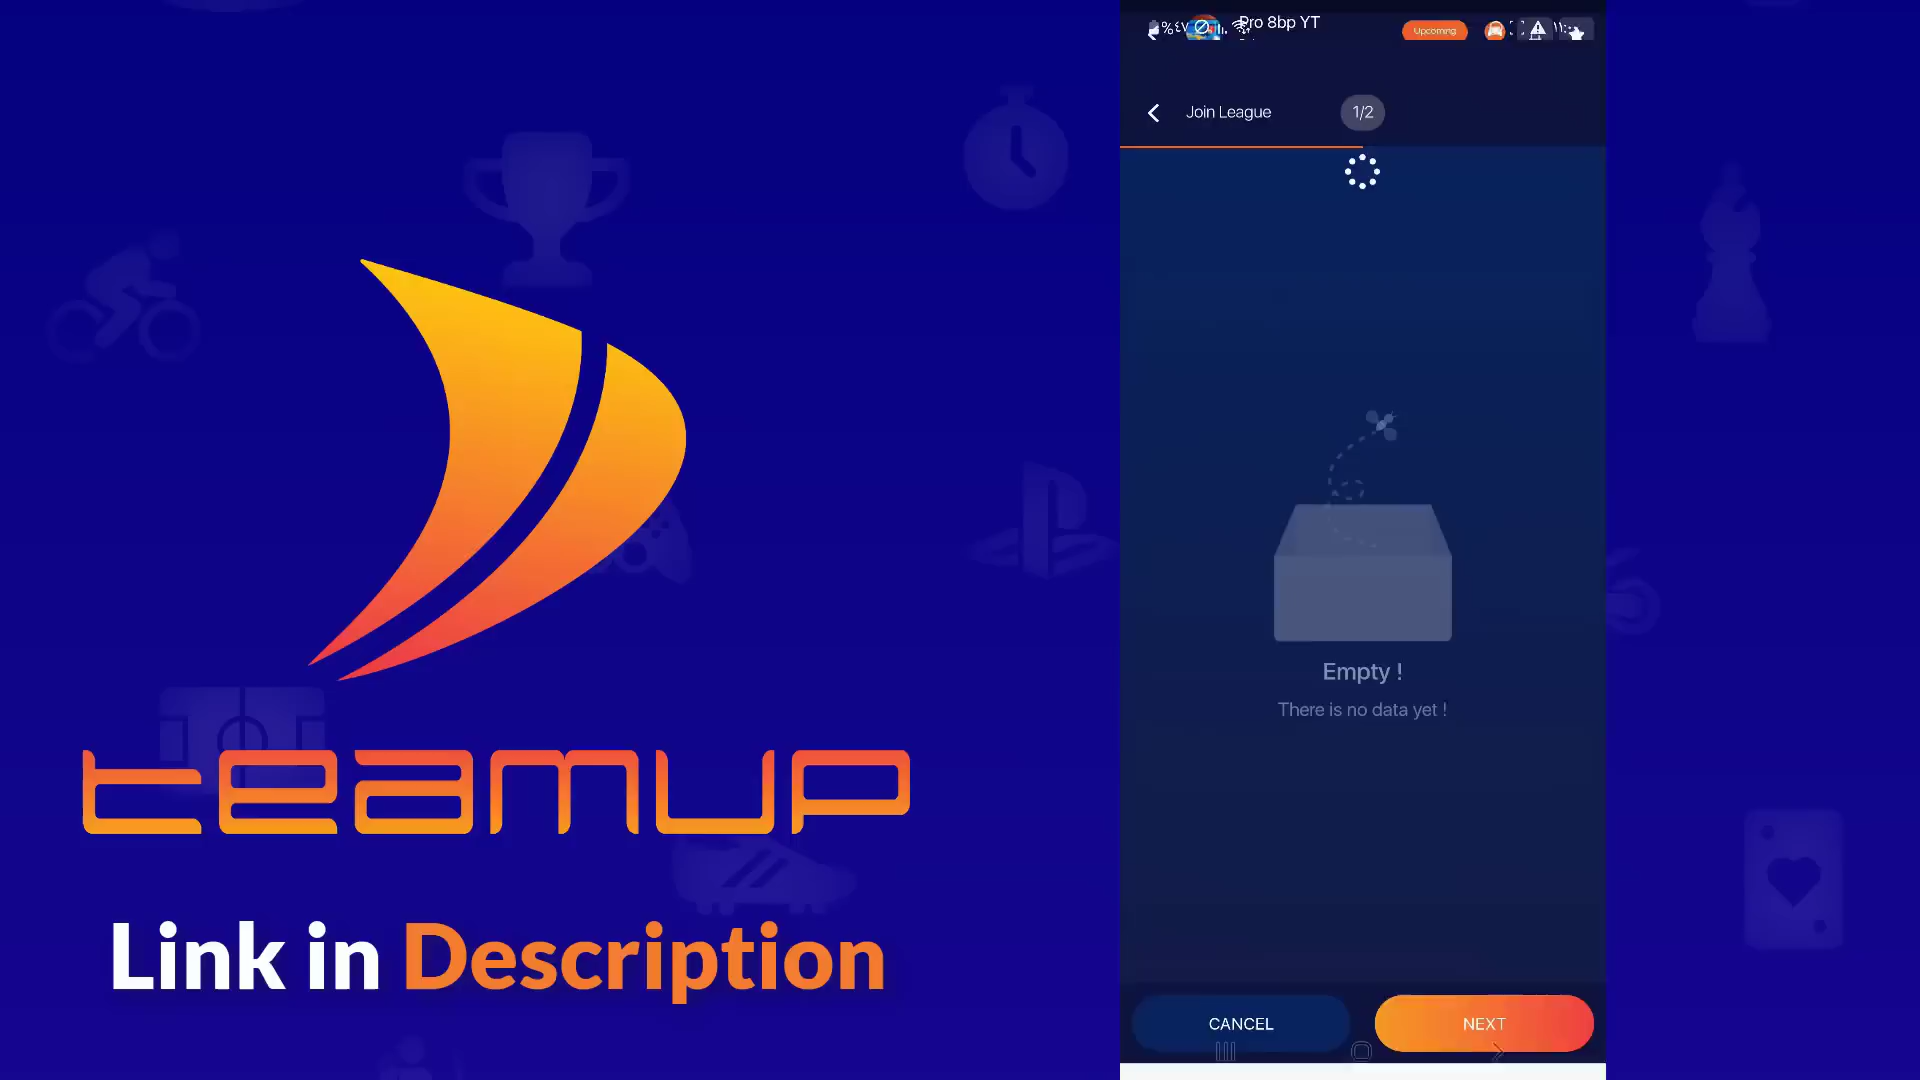 teamup
Link in Description
%٤٧
Pro 8bp YT
Upcoming
Join League
1/2
Empty !
There is no data yet !
CANCEL
NEXT